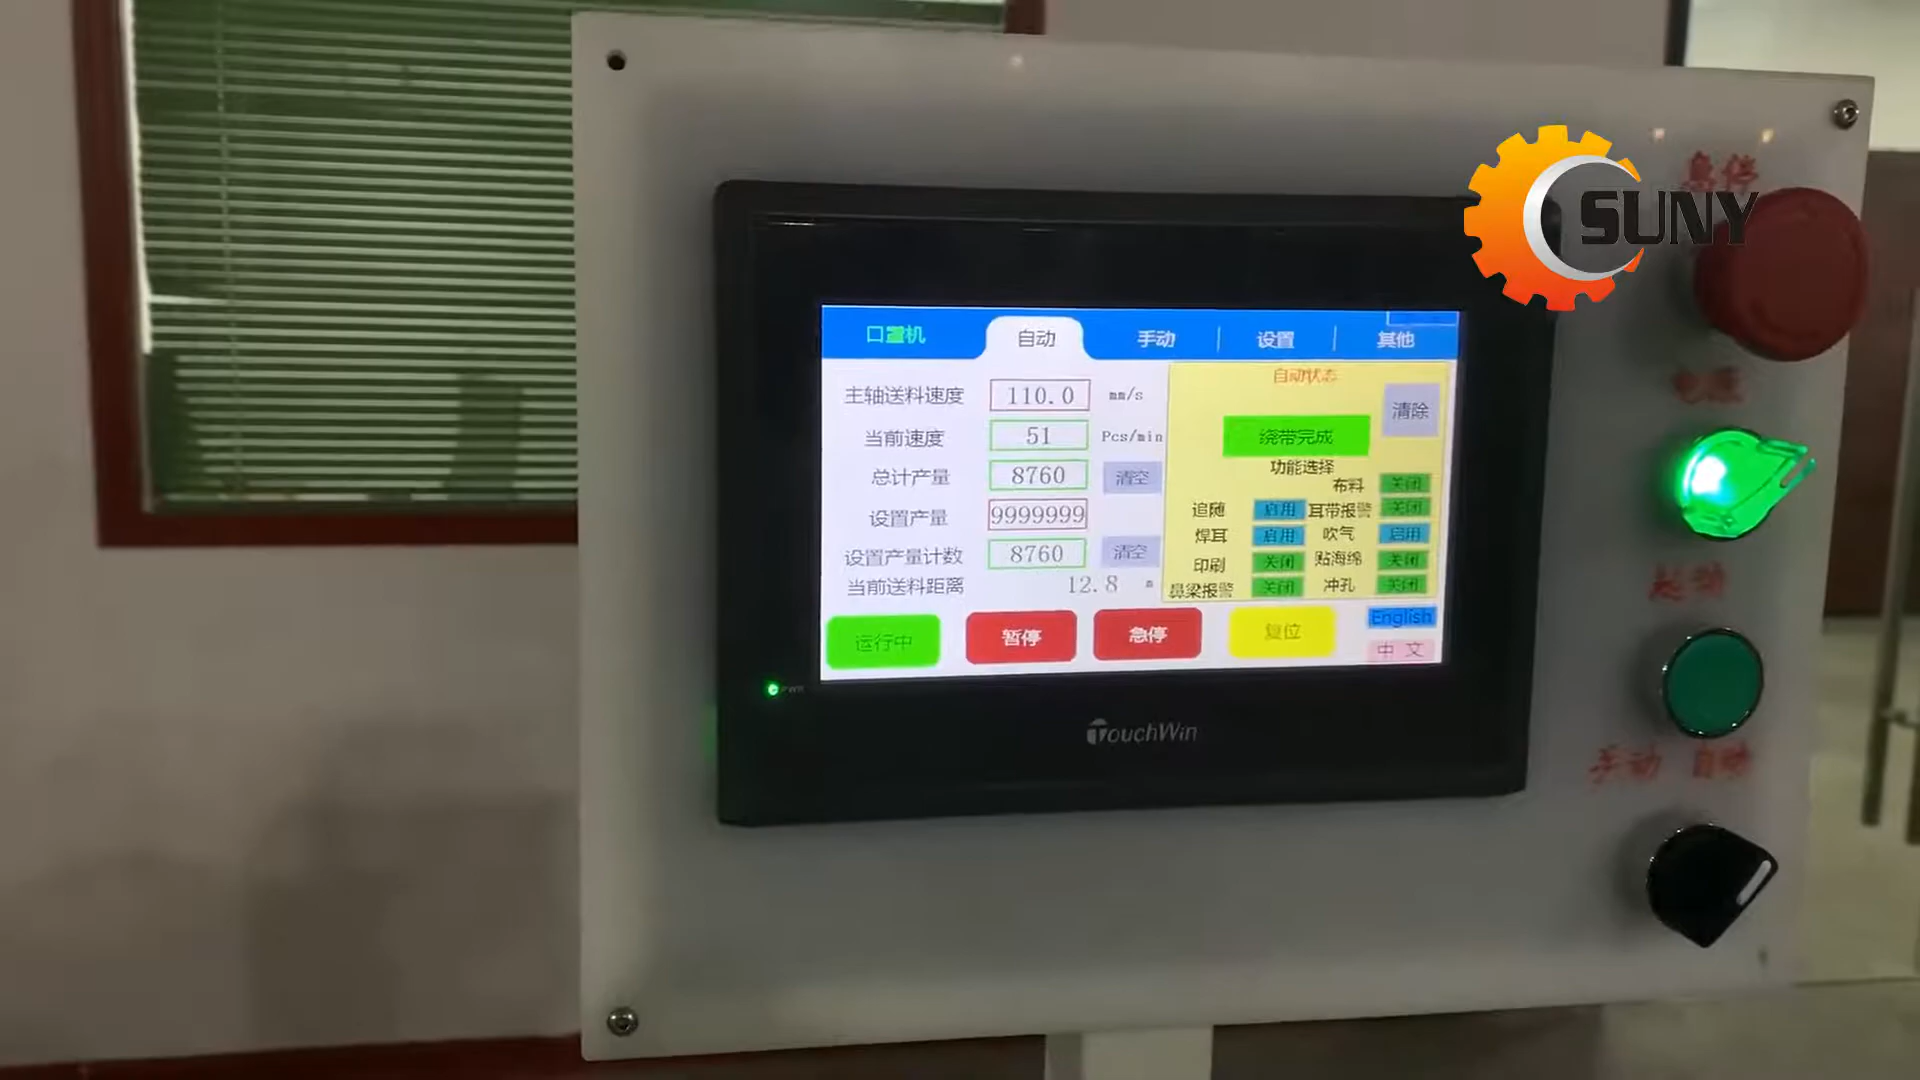 SUNY
急停
电源
起动
手动 自动
口罩机 自动 手动 设置 其他
主轴送料速度 110.0 mm/s
当前速度 51 Pcs/min
总计产量 8760 清空
设置产量 9999999
设置产量计数 8760 清空
当前送料距离 12.8 m
自动状态
清除
绕带完成
功能选择
布料 关闭
追随 启用 耳带报警 关闭
焊耳 启用 吹气 启用
印刷 关闭 贴海绵 关闭
鼻梁报警 关闭 冲孔 关闭
运行中 暂停 急停 复位
English
中 文
PWR
TouchWin